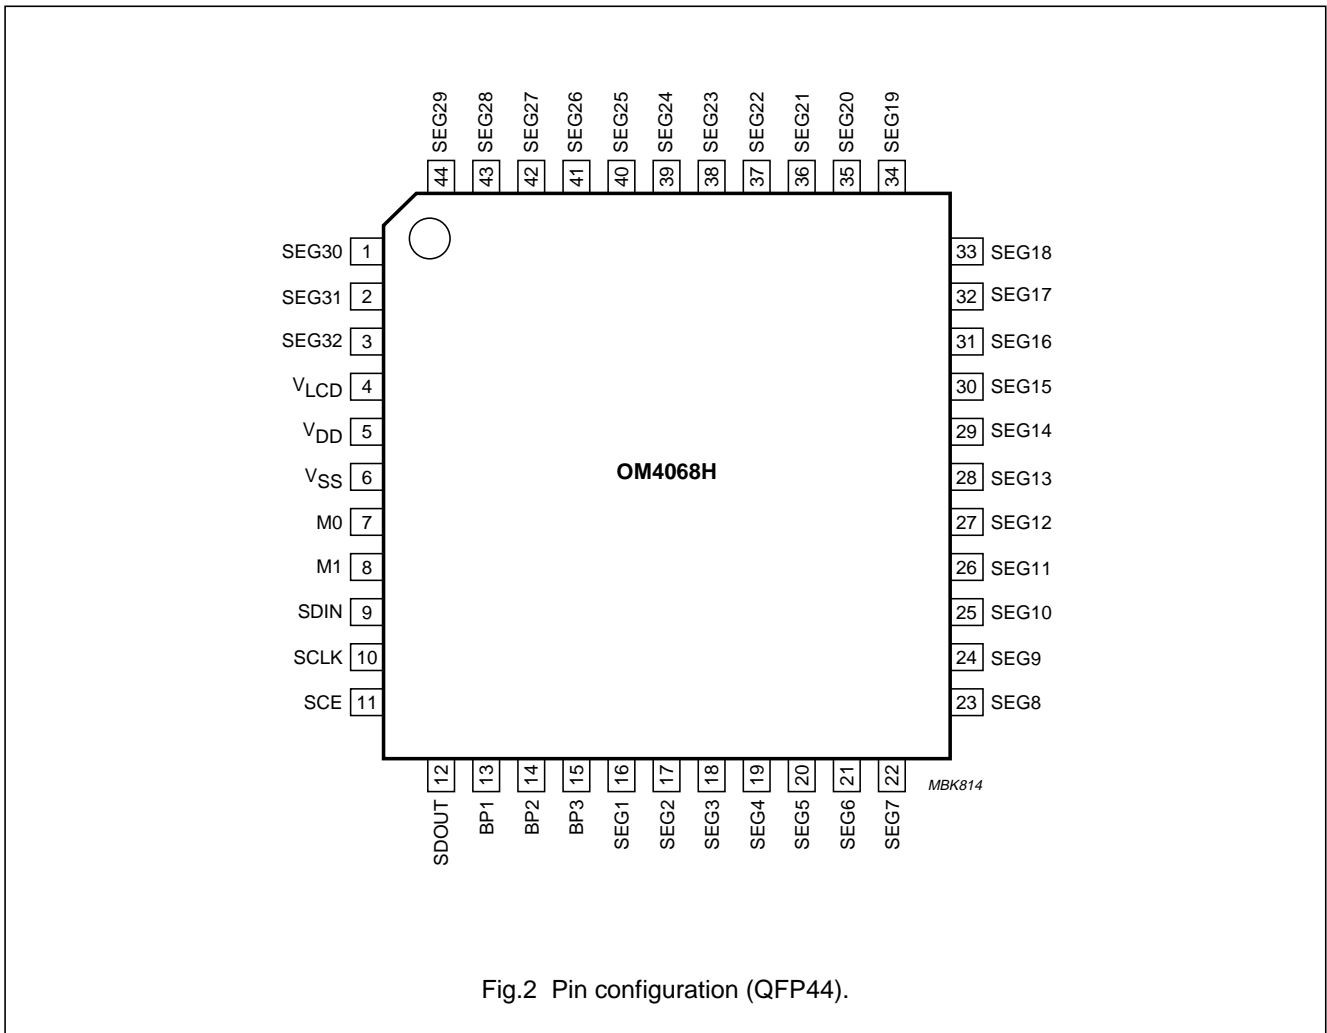 SEG29 SEG28 SEG27 SEG26 SEG25 SEG24 SEG23 SEG22 SEG21 SEG20 SEG19
44 43 42 41 40 39 38 37 36 35 34
SEG30 1 33 SEG18
SEG31 2 32 SEG17
SEG32 3 31 SEG16
VLCD 4 30 SEG15
VDD 5 29 SEG14
OM4068H
VSS 6 28 SEG13
M0 7 27 SEG12
M1 8 26 SEG11
SDIN 9 25 SEG10
SCLK 10 24 SEG9
SCE 11 23 SEG8
12 13 14 15 16 17 18 19 20 21 22
MBK814
SDOUT BP1 BP2 BP3 SEG1 SEG2 SEG3 SEG4 SEG5 SEG6 SEG7
Fig.2 Pin configuration (QFP44).